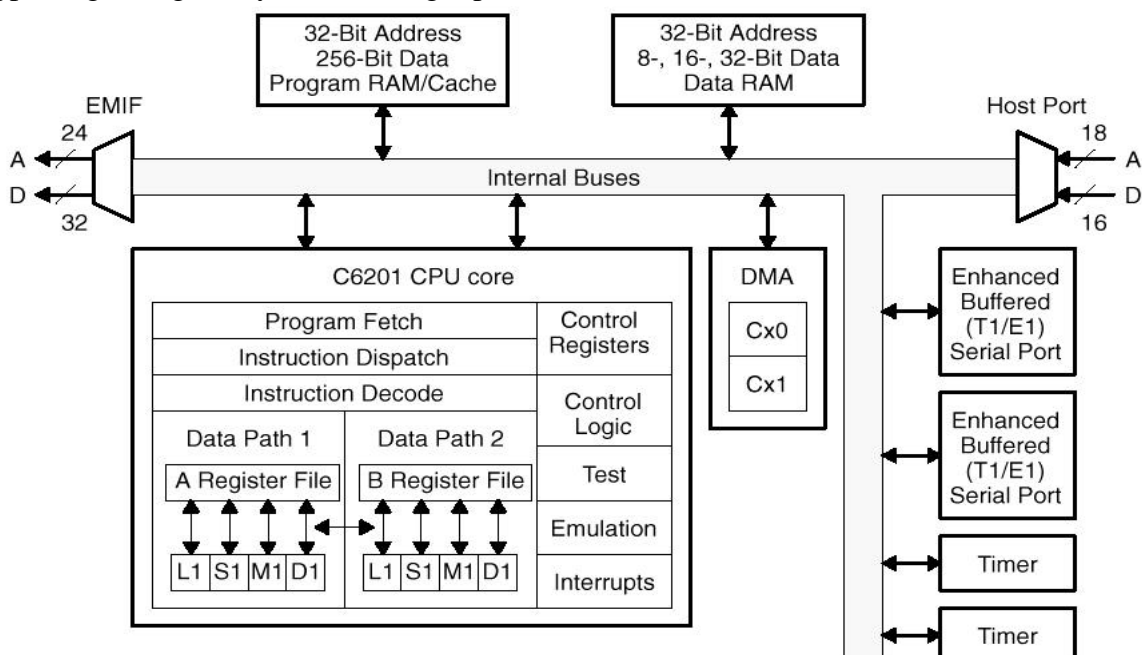 32-Bit Address
256-Bit Data
Program RAM/Cache
32-Bit Address
8-, 16-, 32-Bit Data
Data RAM
EMIF
Host Port
24
18
A
A
Internal Buses
D
D
32
16
C6201 CPU core
Program Fetch
Instruction Dispatch
Instruction Decode
Control
Registers
Control
Logic
Test
Emulation
Interrupts
Data Path 1
A Register File
L1 S1 M1 D1
Data Path 2
B Register File
L1 S1 M1 D1
DMA
Cx0
Cx1
Enhanced
Buffered
(T1/E1)
Serial Port
Enhanced
Buffered
(T1/E1)
Serial Port
Timer
Timer